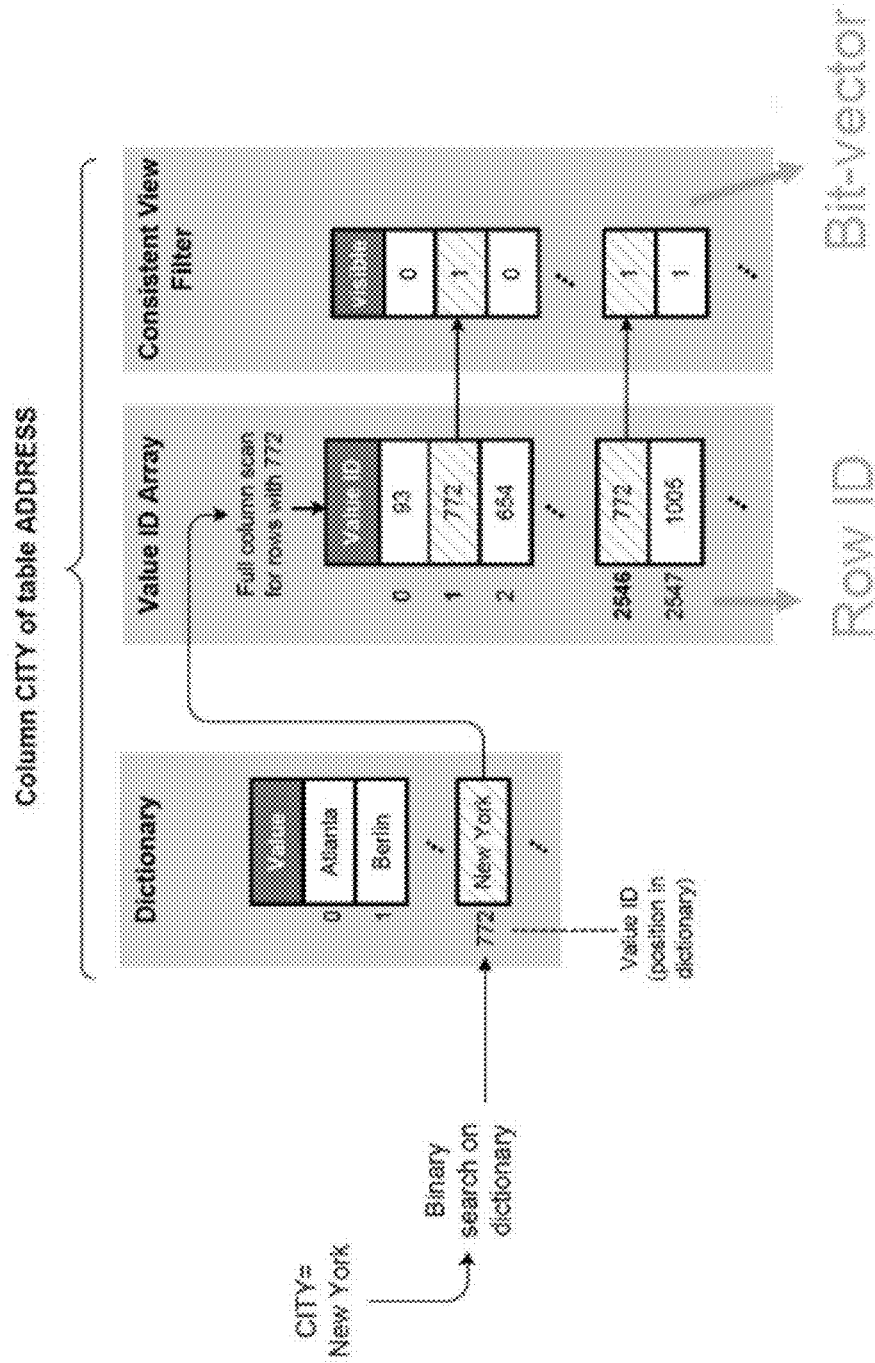 Column CITY of table ADDRESS
CITY=
New York
Binary
search on
dictionary
Dictionary
Value
0 Atlanta
1 Berlin
772 New York
Value ID
(position in
dictionary)
Value ID Array
Full column scan
for rows with 772
Value ID
0 93
1 772
2 654
2546 772
2547 1005
Row ID
Consistent View
Filter
Visible
0
1
0
1
1
Bit-vector